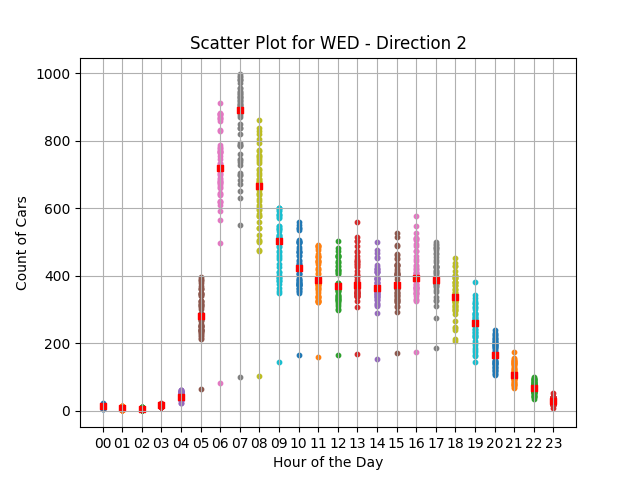 Scatter Plot for WED - Direction 2
1000
800
600
400
200
0
Count of Cars
00 01 02 03 04 05 06 07 08 09 10 11 12 13 14 15 16 17 18 19 20 21 22 23
Hour of the Day